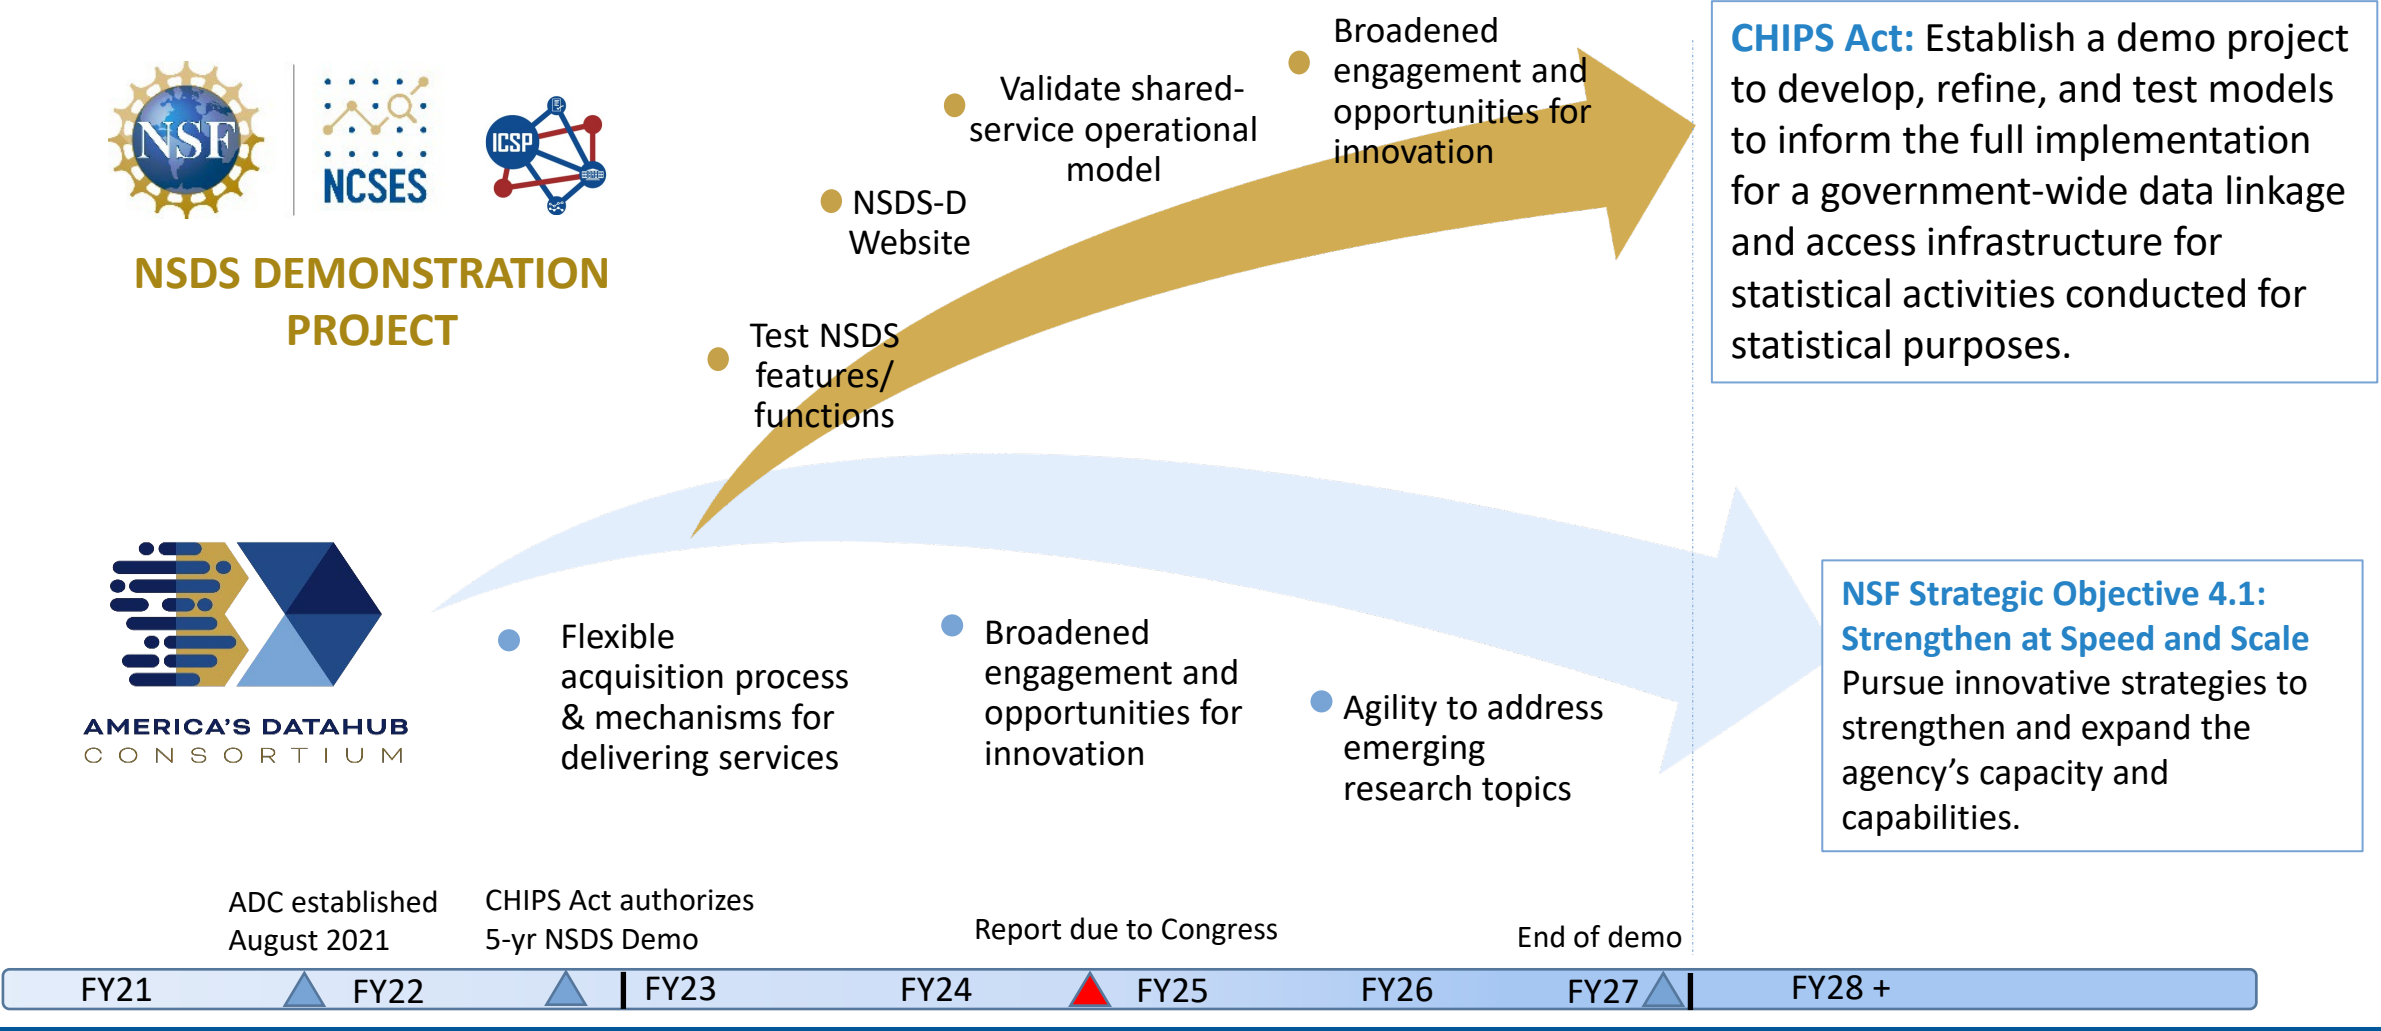 NSF
NCSES
ICSP
NSDS DEMONSTRATION
PROJECT
Test NSDS
features/
functions
NSDS-D
Website
Validate shared-
service operational
model
Broadened
engagement and
opportunities for
innovation
CHIPS Act: Establish a demo project
to develop, refine, and test models
to inform the full implementation
for a government-wide data linkage
and access infrastructure for
statistical activities conducted for
statistical purposes.
AMERICA'S DATAHUB
CONSORTIUM
Flexible
acquisition process
& mechanisms for
delivering services
Broadened
engagement and
opportunities for
innovation
Agility to address
emerging
research topics
NSF Strategic Objective 4.1:
Strengthen at Speed and Scale
Pursue innovative strategies to
strengthen and expand the
agency’s capacity and
capabilities.
ADC established
August 2021
CHIPS Act authorizes
5-yr NSDS Demo
Report due to Congress
End of demo
FY21
FY22
FY23
FY24
FY25
FY26
FY27
FY28 +